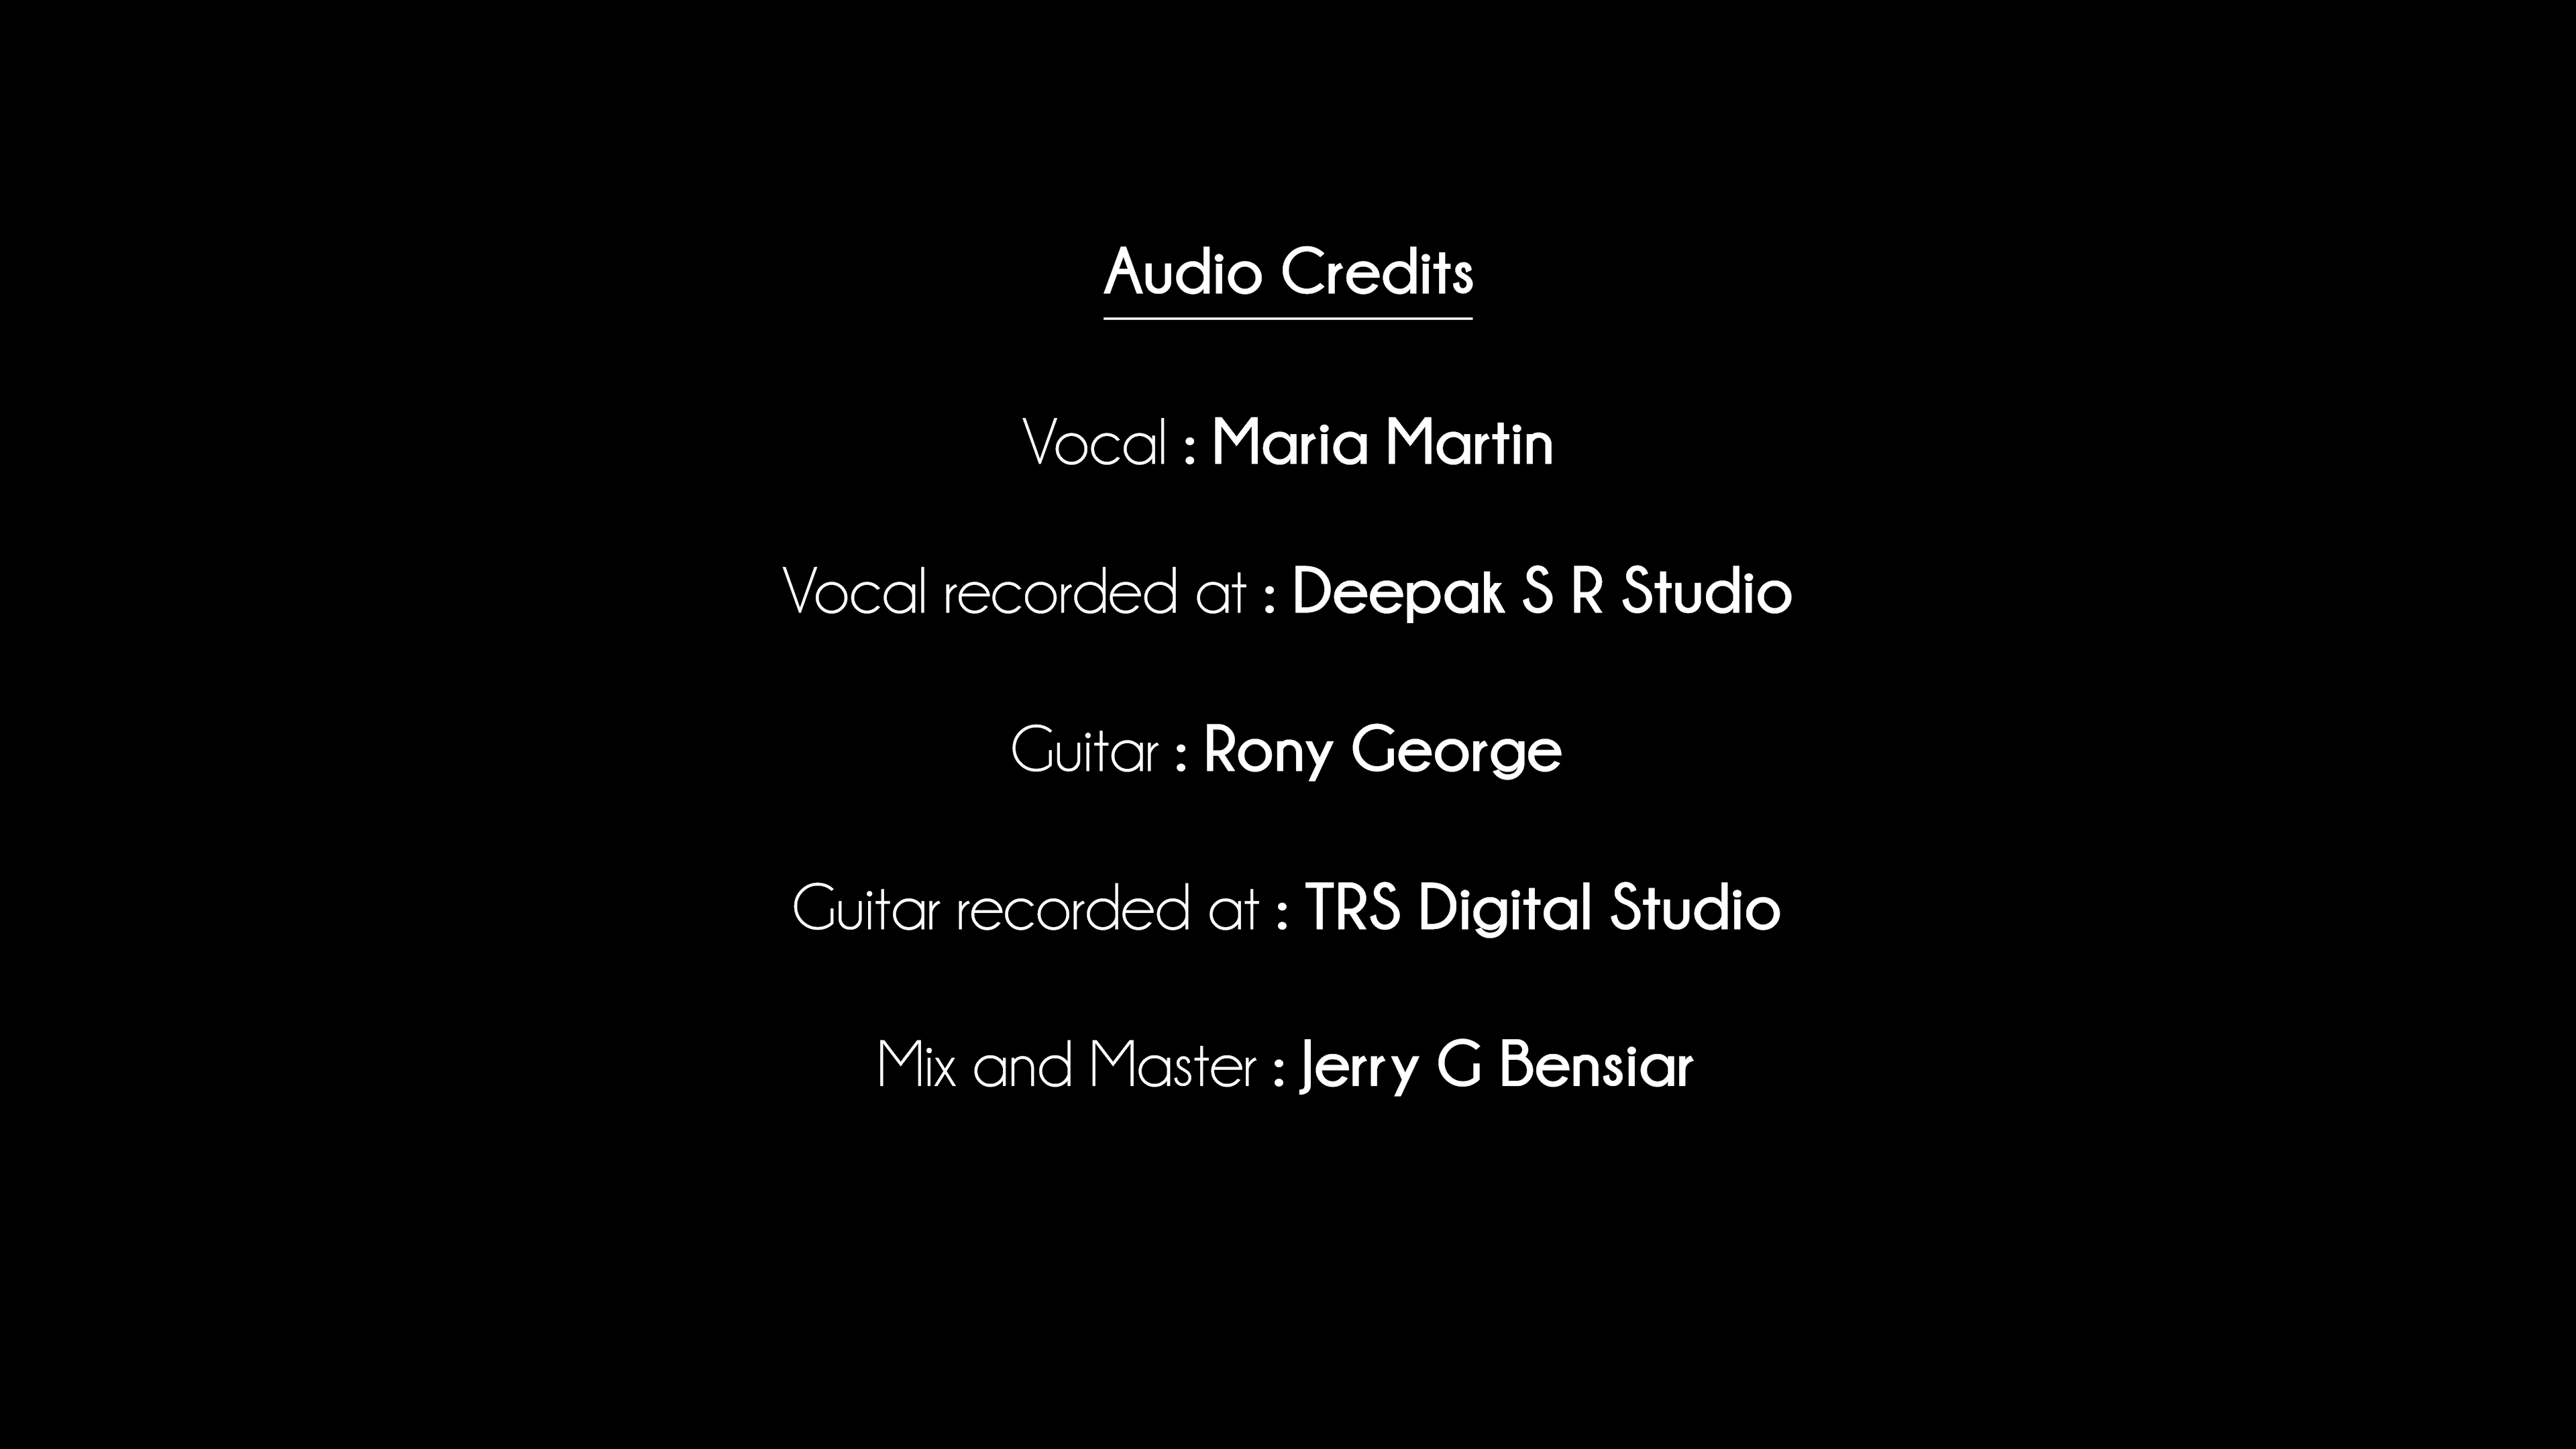 Audio Credits
Vocal : Maria Martin
Vocal recorded at : Deepak S R Studio
Guitar : Rony George
Guitar recorded at : TRS Digital Studio
Mix and Master : Jerry G Bensiar